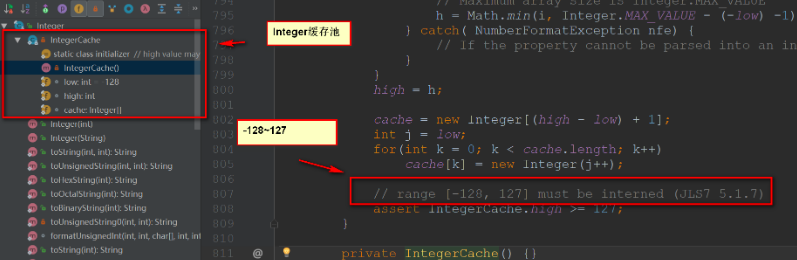 Integer
IntegerCache
static class initializer // high value may
IntegerCache()
low: int = -128
high: int
cache: Integer[]
Integer(int)
Integer(String)
toString(int, int): String
toUnsignedString(int, int): String
toHexString(int): String
toOctalString(int): String
toBinaryString(int): String
toUnsignedString0(int, int): String
formatUnsignedInt(int, int, char[], int, int
toString(int): String
Integer缓存池
-128~127
794 // Maximum array size is Integer.MAX_VALUE
795 h = Math.min(i, Integer.MAX_VALUE - (-low) -1)
796 } catch( NumberFormatException nfe) {
797 // If the property cannot be parsed into an in
798 }
799 }
800 high = h;
801
802 cache = new Integer[(high - low) + 1];
803 int j = low;
804 for(int k = 0; k < cache.length; k++)
805 cache[k] = new Integer(j++);
806
807 // range [-128, 127] must be interned (JLS7 5.1.7)
808 assert IntegerCache.high >= 127;
809 }
810
811 @ private IntegerCache() {}